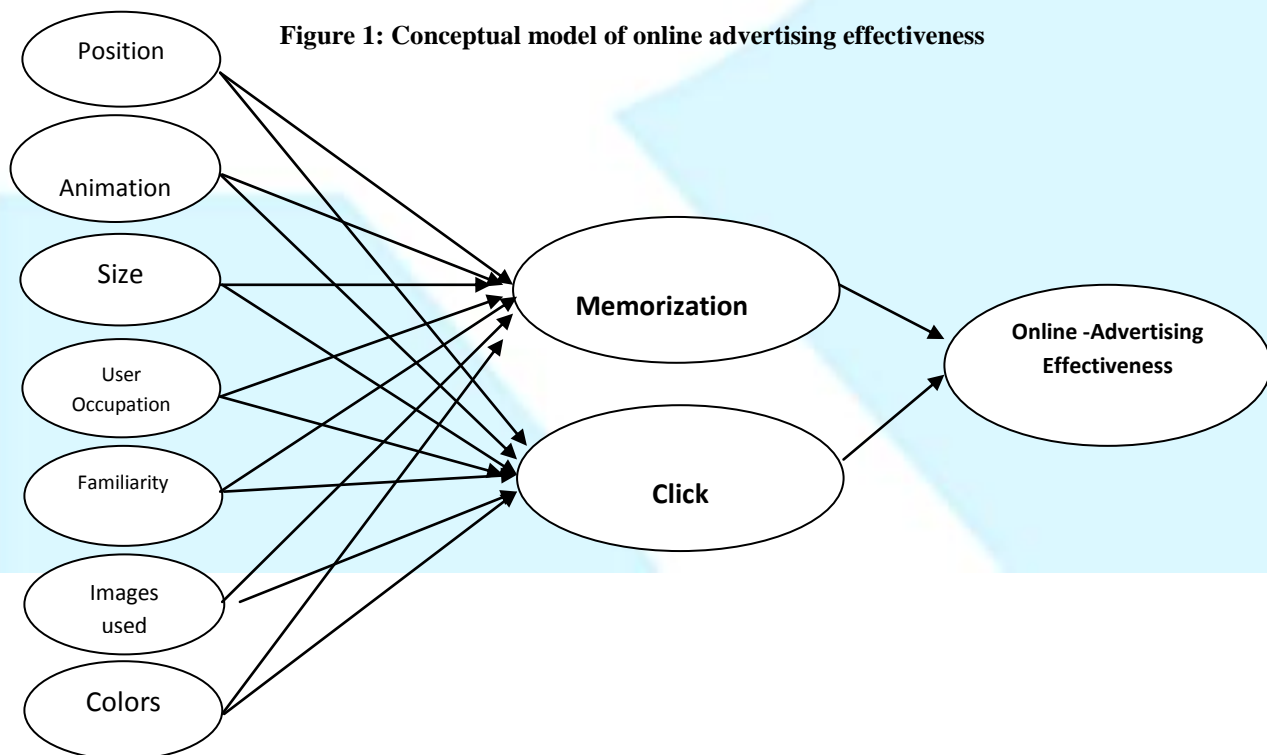 Figure 1: Conceptual model of online advertising effectiveness
Position
Animation
Size
User
Occupation
Familiarity
Images
used
Colors
Memorization
Click
Online -Advertising
Effectiveness